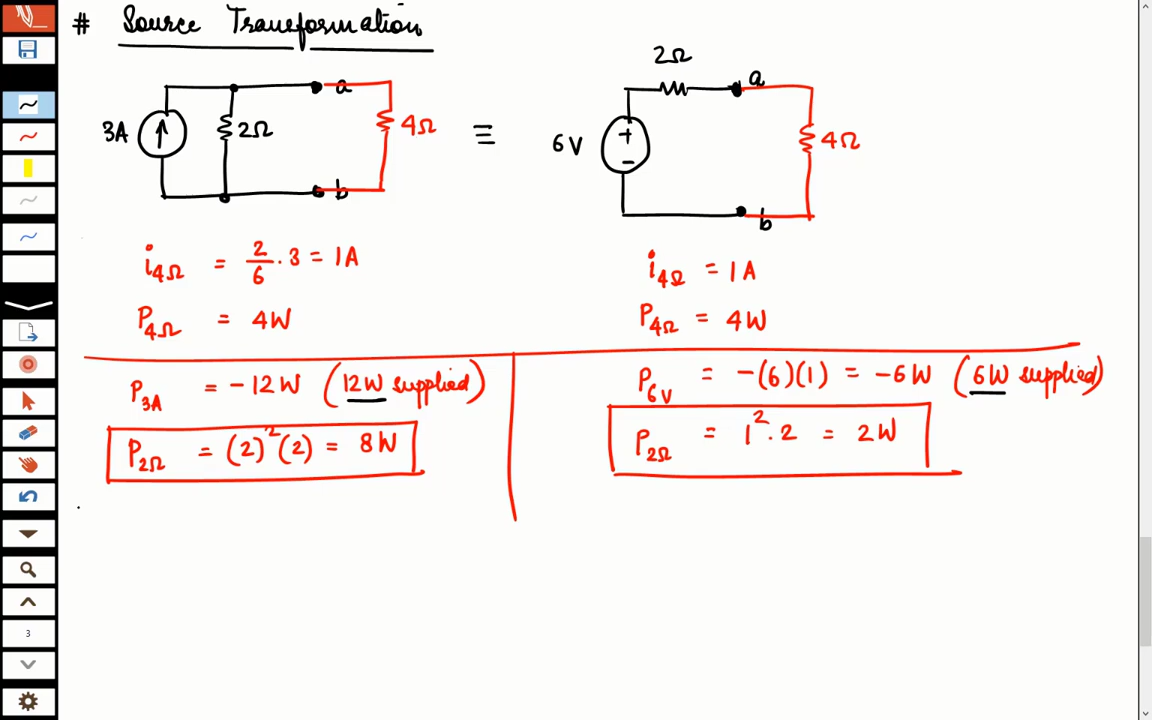 # Source Transformation
3A 2Ω a 4Ω b
≡
6V 2Ω a 4Ω b
+
−
i4Ω = 2/6 · 3 = 1A
P4Ω = 4W
i4Ω = 1A
P4Ω = 4W
P3A = -12W (12W supplied)
P2Ω = (2)²(2) = 8W
P6V = -(6)(1) = -6W (6W supplied)
P2Ω = 1² · 2 = 2W
3